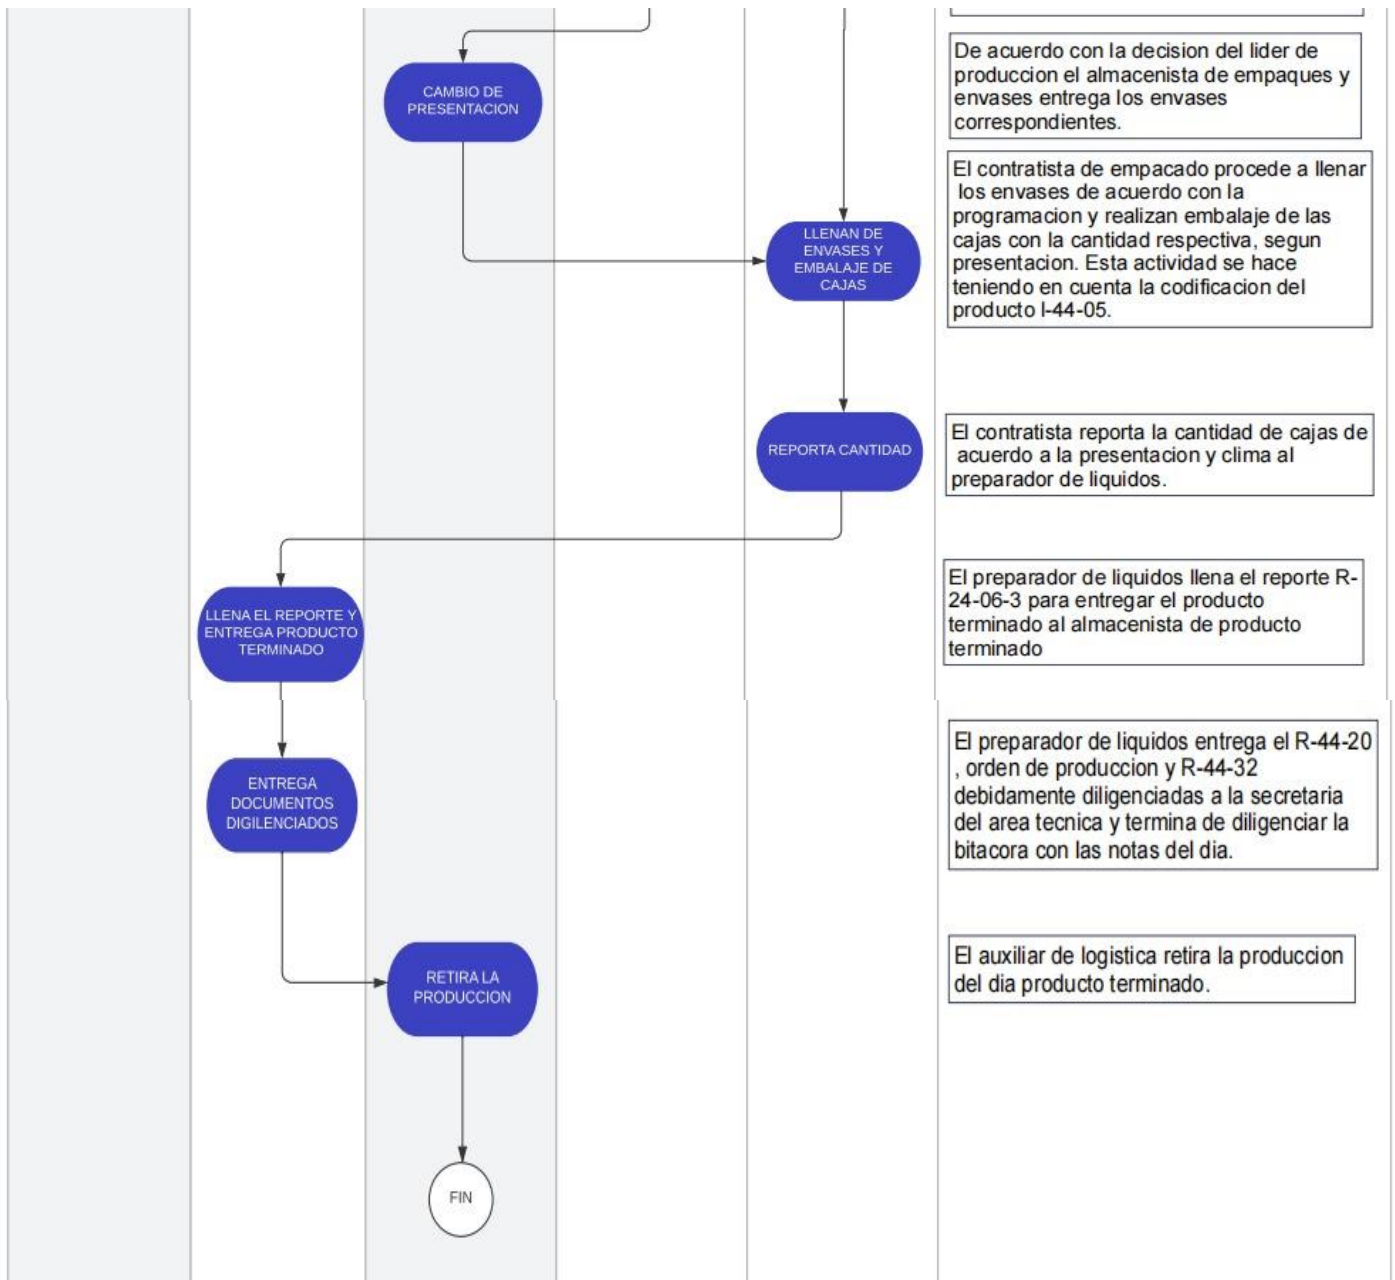 CAMBIO DE
PRESENTACION
De acuerdo con la decision del lider de
produccion el almacenista de empaques y
envases entrega los envases
correspondientes.
El contratista de empacado procede a llenar
los envases de acuerdo con la
programacion y realizan embalaje de las
cajas con la cantidad respectiva, segun
presentacion. Esta actividad se hace
teniendo en cuenta la codificacion del
producto I-44-05.
LLENAN DE
ENVASES Y
EMBALAJE DE
CAJAS
REPORTA CANTIDAD
El contratista reporta la cantidad de cajas de
acuerdo a la presentacion y clima al
preparador de liquidos.
LLENA EL REPORTE Y
ENTREGA PRODUCTO
TERMINADO
El preparador de liquidos llena el reporte R-
24-06-3 para entregar el producto
terminado al almacenista de producto
terminado
ENTREGA
DOCUMENTOS
DIGILENCIADOS
El preparador de liquidos entrega el R-44-20
, orden de produccion y R-44-32
debidamente diligenciadas a la secretaria
del area tecnica y termina de diligenciar la
bitacora con las notas del dia.
RETIRA LA
PRODUCCION
El auxiliar de logistica retira la produccion
del dia producto terminado.
FIN